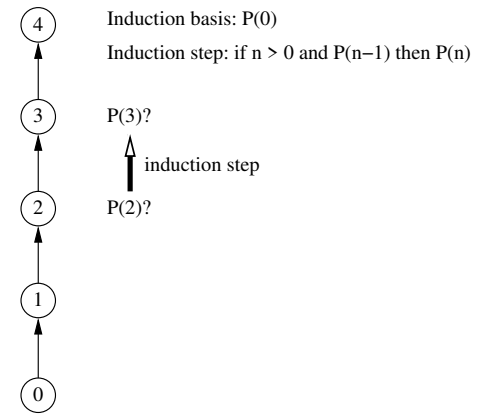 4
Induction basis: P(0)
Induction step: if n > 0 and P(n−1) then P(n)
3
P(3)?
induction step
2
P(2)?
1
0